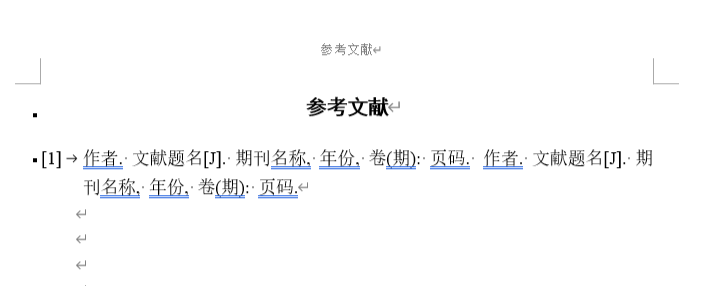 参考文献
参考文献
[1] 作者. 文献题名[J]. 期刊名称, 年份, 卷(期): 页码. 作者. 文献题名[J]. 期
刊名称, 年份, 卷(期): 页码.